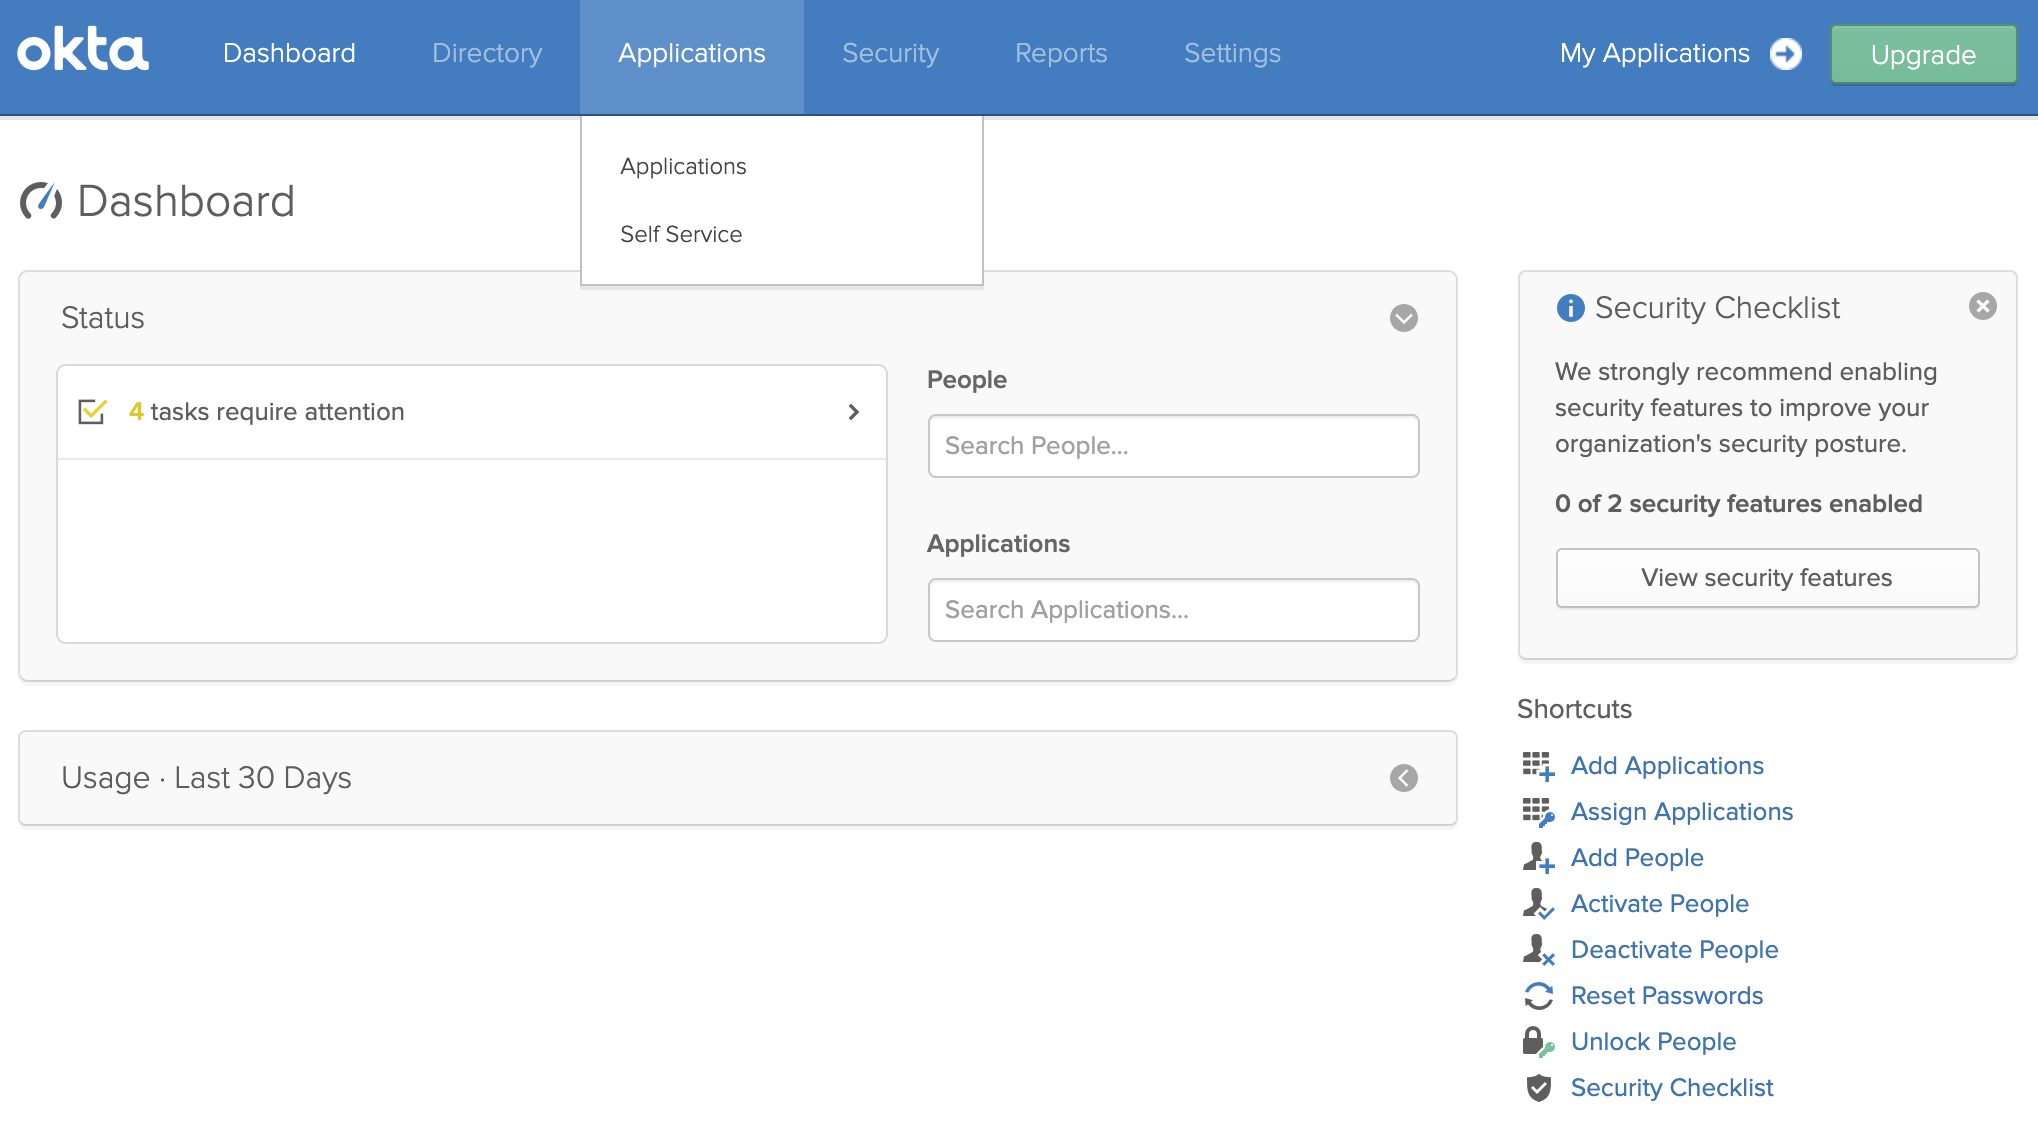 okta
Dashboard
Directory
Applications
Security
Reports
Settings
My Applications
Upgrade
Applications
Self Service
Dashboard
Status
4 tasks require attention
People
Search People...
Applications
Search Applications...
Usage · Last 30 Days
Security Checklist
We strongly recommend enabling
security features to improve your
organization's security posture.
0 of 2 security features enabled
View security features
Shortcuts
Add Applications
Assign Applications
Add People
Activate People
Deactivate People
Reset Passwords
Unlock People
Security Checklist